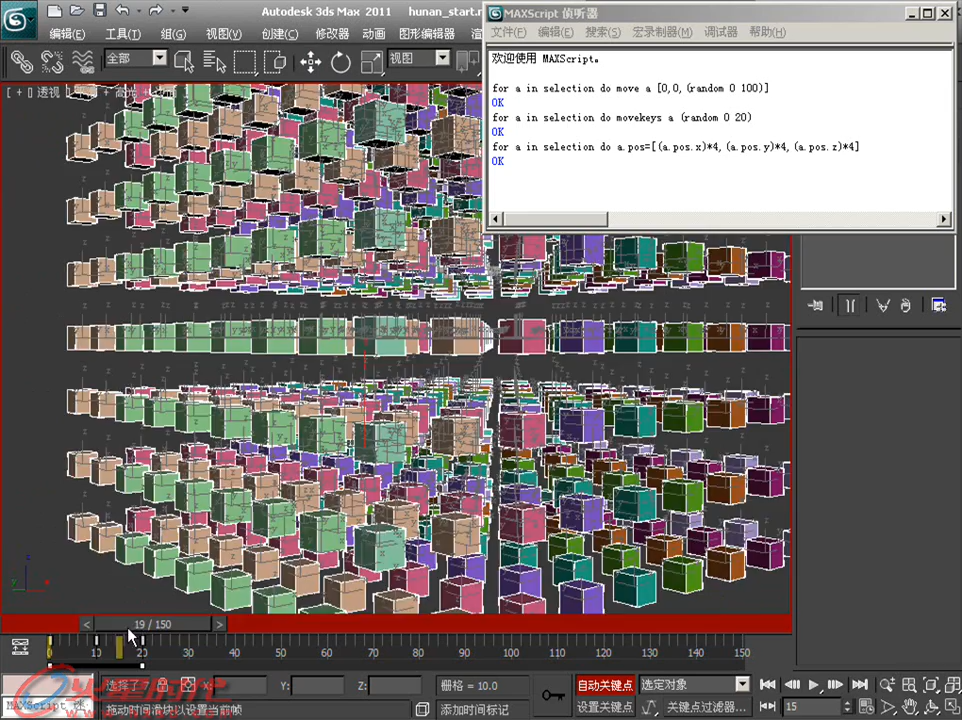 Autodesk 3ds Max 2011 hunan_start.m
编辑(E) 工具(T) 组(G) 视图(V) 创建(C) 修改器 动画 图形编辑器 渲
全部 视图
MAXScript 侦听器
文件(F) 编辑(E) 搜索(S) 宏录制器(M) 调试器 帮助(H)
欢迎使用 MAXScript。
for a in selection do move a [0,0,(random 0 100)]
OK
for a in selection do movekeys a (random 0 20)
OK
for a in selection do a.pos=[(a.pos.x)*4,(a.pos.y)*4,(a.pos.z)*4]
OK
19 / 150
0 10 20 30 40 50 60 70 80 90 100 110 120 130 140 150
选择了 X: Y: Z: 栅格 = 10.0 自动关键点 选定对象
MAXScript 拖动时间滑块以设置当前帧 添加时间标记 设置关键点 关键点过滤器... 15